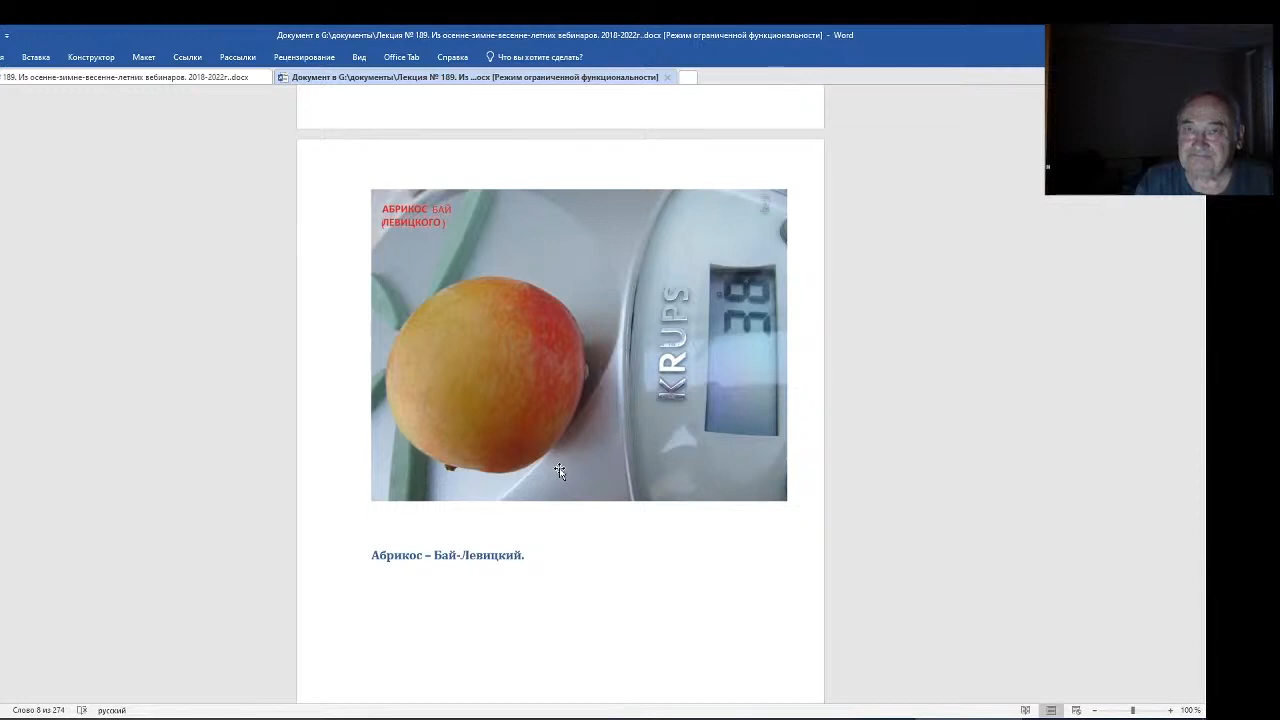 Документ в G:\документы\Лекция № 189. Из осенне-зимне-весенне-летних вебинаров. 2018-2022г..docx [Режим ограниченной функциональности] - Word
Вставка Конструктор Макет Ссылки Рассылки Рецензирование Вид Office Tab Справка Что вы хотите сделать?
189. Из осенне-зимне-весенне-летних вебинаров. 2018-2022г..docx
Документ в G:\документы\Лекция № 189. Из ...осх [Режим ограниченной функциональности]
АБРИКОС БАЙ
(ЛЕВИЦКОГО)
KRUPS
38
Абрикос – Бай-Левицкий.
Слово 8 из 274 русский 100 %